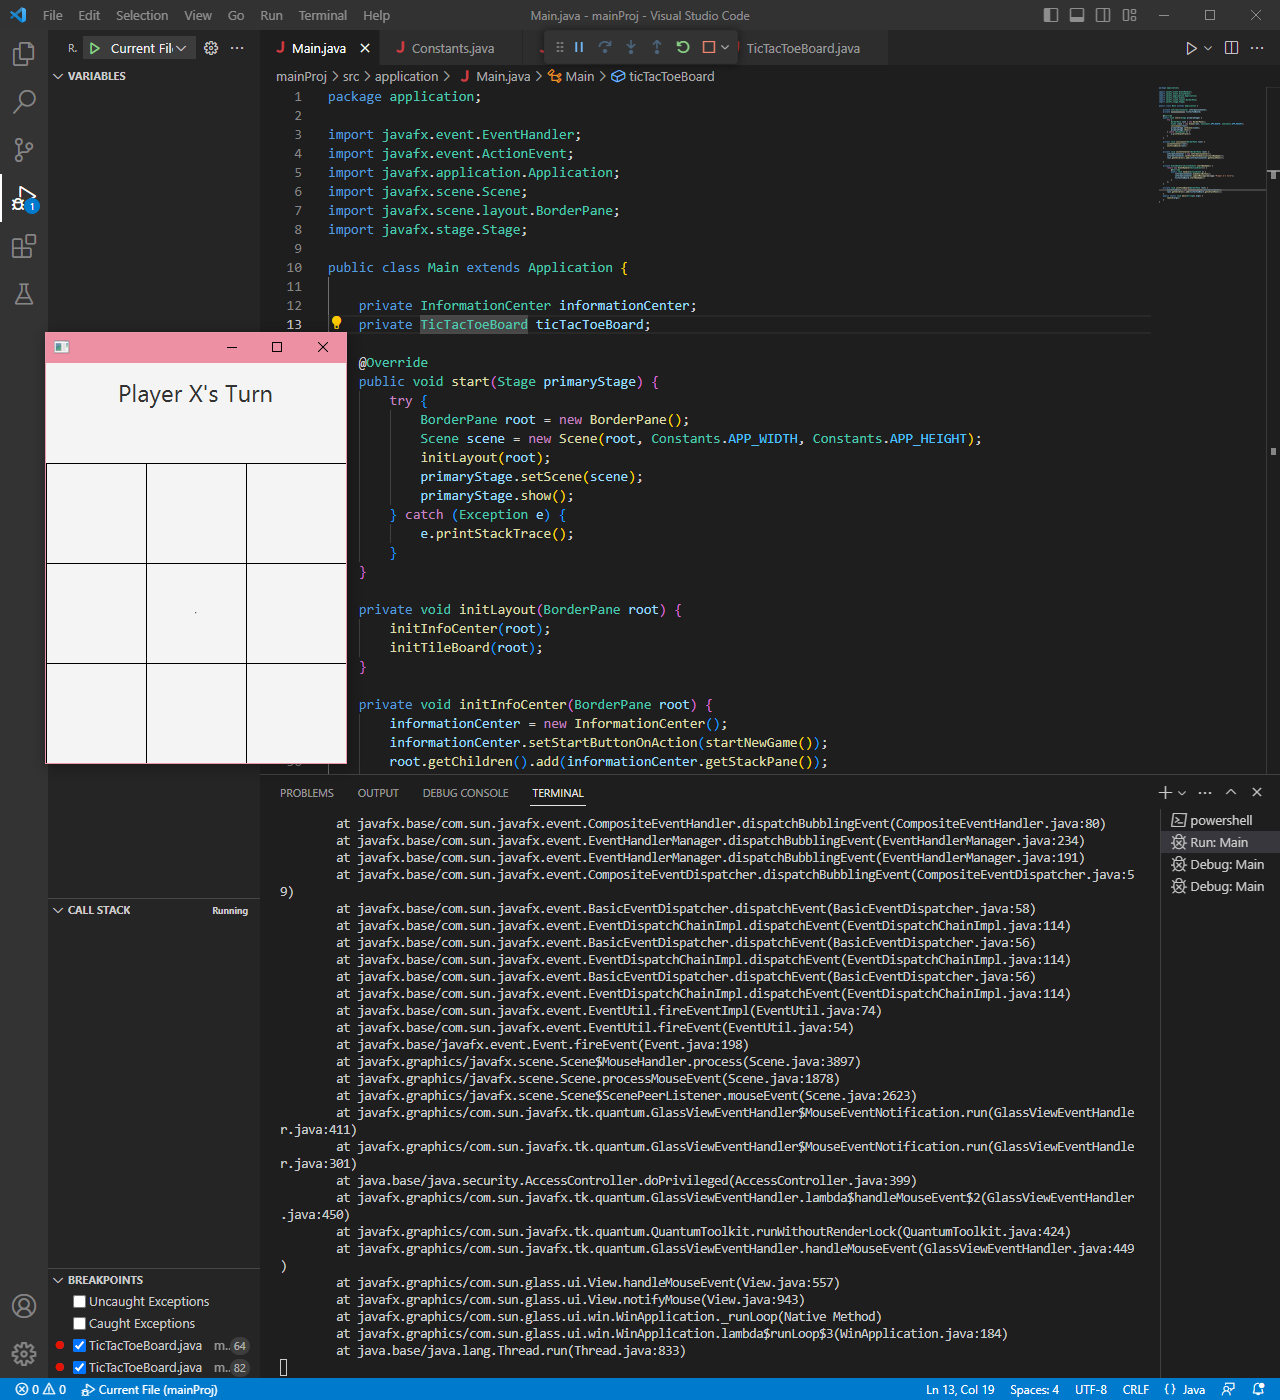 File Edit Selection View Go Run Terminal Help Main.java - mainProj - Visual Studio Code
R. Current Fil
Main.java Constants.java TicTacToeBoard.java
VARIABLES
mainProj > src > application > Main.java > Main > ticTacToeBoard
1 package application;
2
3 import javafx.event.EventHandler;
4 import javafx.event.ActionEvent;
5 import javafx.application.Application;
6 import javafx.scene.Scene;
7 import javafx.scene.layout.BorderPane;
8 import javafx.stage.Stage;
9
10 public class Main extends Application {
11
12 private InformationCenter informationCenter;
13 private TicTacToeBoard ticTacToeBoard;
@Override
public void start(Stage primaryStage) {
try {
BorderPane root = new BorderPane();
Scene scene = new Scene(root, Constants.APP_WIDTH, Constants.APP_HEIGHT);
initLayout(root);
primaryStage.setScene(scene);
primaryStage.show();
} catch (Exception e) {
e.printStackTrace();
}
}
private void initLayout(BorderPane root) {
initInfoCenter(root);
initTileBoard(root);
}
private void initInfoCenter(BorderPane root) {
informationCenter = new InformationCenter();
informationCenter.setStartButtonOnAction(startNewGame());
root.getChildren().add(informationCenter.getStackPane());
Player X's Turn
PROBLEMS OUTPUT DEBUG CONSOLE TERMINAL
at javafx.base/com.sun.javafx.event.CompositeEventHandler.dispatchBubblingEvent(CompositeEventHandler.java:80)
at javafx.base/com.sun.javafx.event.EventHandlerManager.dispatchBubblingEvent(EventHandlerManager.java:234)
at javafx.base/com.sun.javafx.event.EventHandlerManager.dispatchBubblingEvent(EventHandlerManager.java:191)
at javafx.base/com.sun.javafx.event.CompositeEventDispatcher.dispatchBubblingEvent(CompositeEventDispatcher.java:5
9)
at javafx.base/com.sun.javafx.event.BasicEventDispatcher.dispatchEvent(BasicEventDispatcher.java:58)
at javafx.base/com.sun.javafx.event.EventDispatchChainImpl.dispatchEvent(EventDispatchChainImpl.java:114)
at javafx.base/com.sun.javafx.event.BasicEventDispatcher.dispatchEvent(BasicEventDispatcher.java:56)
at javafx.base/com.sun.javafx.event.EventDispatchChainImpl.dispatchEvent(EventDispatchChainImpl.java:114)
at javafx.base/com.sun.javafx.event.BasicEventDispatcher.dispatchEvent(BasicEventDispatcher.java:56)
at javafx.base/com.sun.javafx.event.EventDispatchChainImpl.dispatchEvent(EventDispatchChainImpl.java:114)
at javafx.base/com.sun.javafx.event.EventUtil.fireEventImpl(EventUtil.java:74)
at javafx.base/com.sun.javafx.event.EventUtil.fireEvent(EventUtil.java:54)
at javafx.base/javafx.event.Event.fireEvent(Event.java:198)
at javafx.graphics/javafx.scene.Scene$MouseHandler.process(Scene.java:3897)
at javafx.graphics/javafx.scene.Scene.processMouseEvent(Scene.java:1878)
at javafx.graphics/javafx.scene.Scene$ScenePeerListener.mouseEvent(Scene.java:2623)
at javafx.graphics/com.sun.javafx.tk.quantum.GlassViewEventHandler$MouseEventNotification.run(GlassViewEventHandle
r.java:411)
at javafx.graphics/com.sun.javafx.tk.quantum.GlassViewEventHandler$MouseEventNotification.run(GlassViewEventHandle
r.java:301)
at java.base/java.security.AccessController.doPrivileged(AccessController.java:399)
at javafx.graphics/com.sun.javafx.tk.quantum.GlassViewEventHandler.lambda$handleMouseEvent$2(GlassViewEventHandler
.java:450)
at javafx.graphics/com.sun.javafx.tk.quantum.QuantumToolkit.runWithoutRenderLock(QuantumToolkit.java:424)
at javafx.graphics/com.sun.javafx.tk.quantum.GlassViewEventHandler.handleMouseEvent(GlassViewEventHandler.java:449
)
at javafx.graphics/com.sun.glass.ui.View.handleMouseEvent(View.java:557)
at javafx.graphics/com.sun.glass.ui.View.notifyMouse(View.java:943)
at javafx.graphics/com.sun.glass.ui.win.WinApplication._runLoop(Native Method)
at javafx.graphics/com.sun.glass.ui.win.WinApplication.lambda$runLoop$3(WinApplication.java:184)
at java.base/java.lang.Thread.run(Thread.java:833)
powershell
Run: Main
Debug: Main
Debug: Main
CALL STACK Running
BREAKPOINTS
Uncaught Exceptions
Caught Exceptions
TicTacToeBoard.java m... 64
TicTacToeBoard.java m... 82
0 0 Current File (mainProj) Ln 13, Col 19 Spaces: 4 UTF-8 CRLF {} Java
1